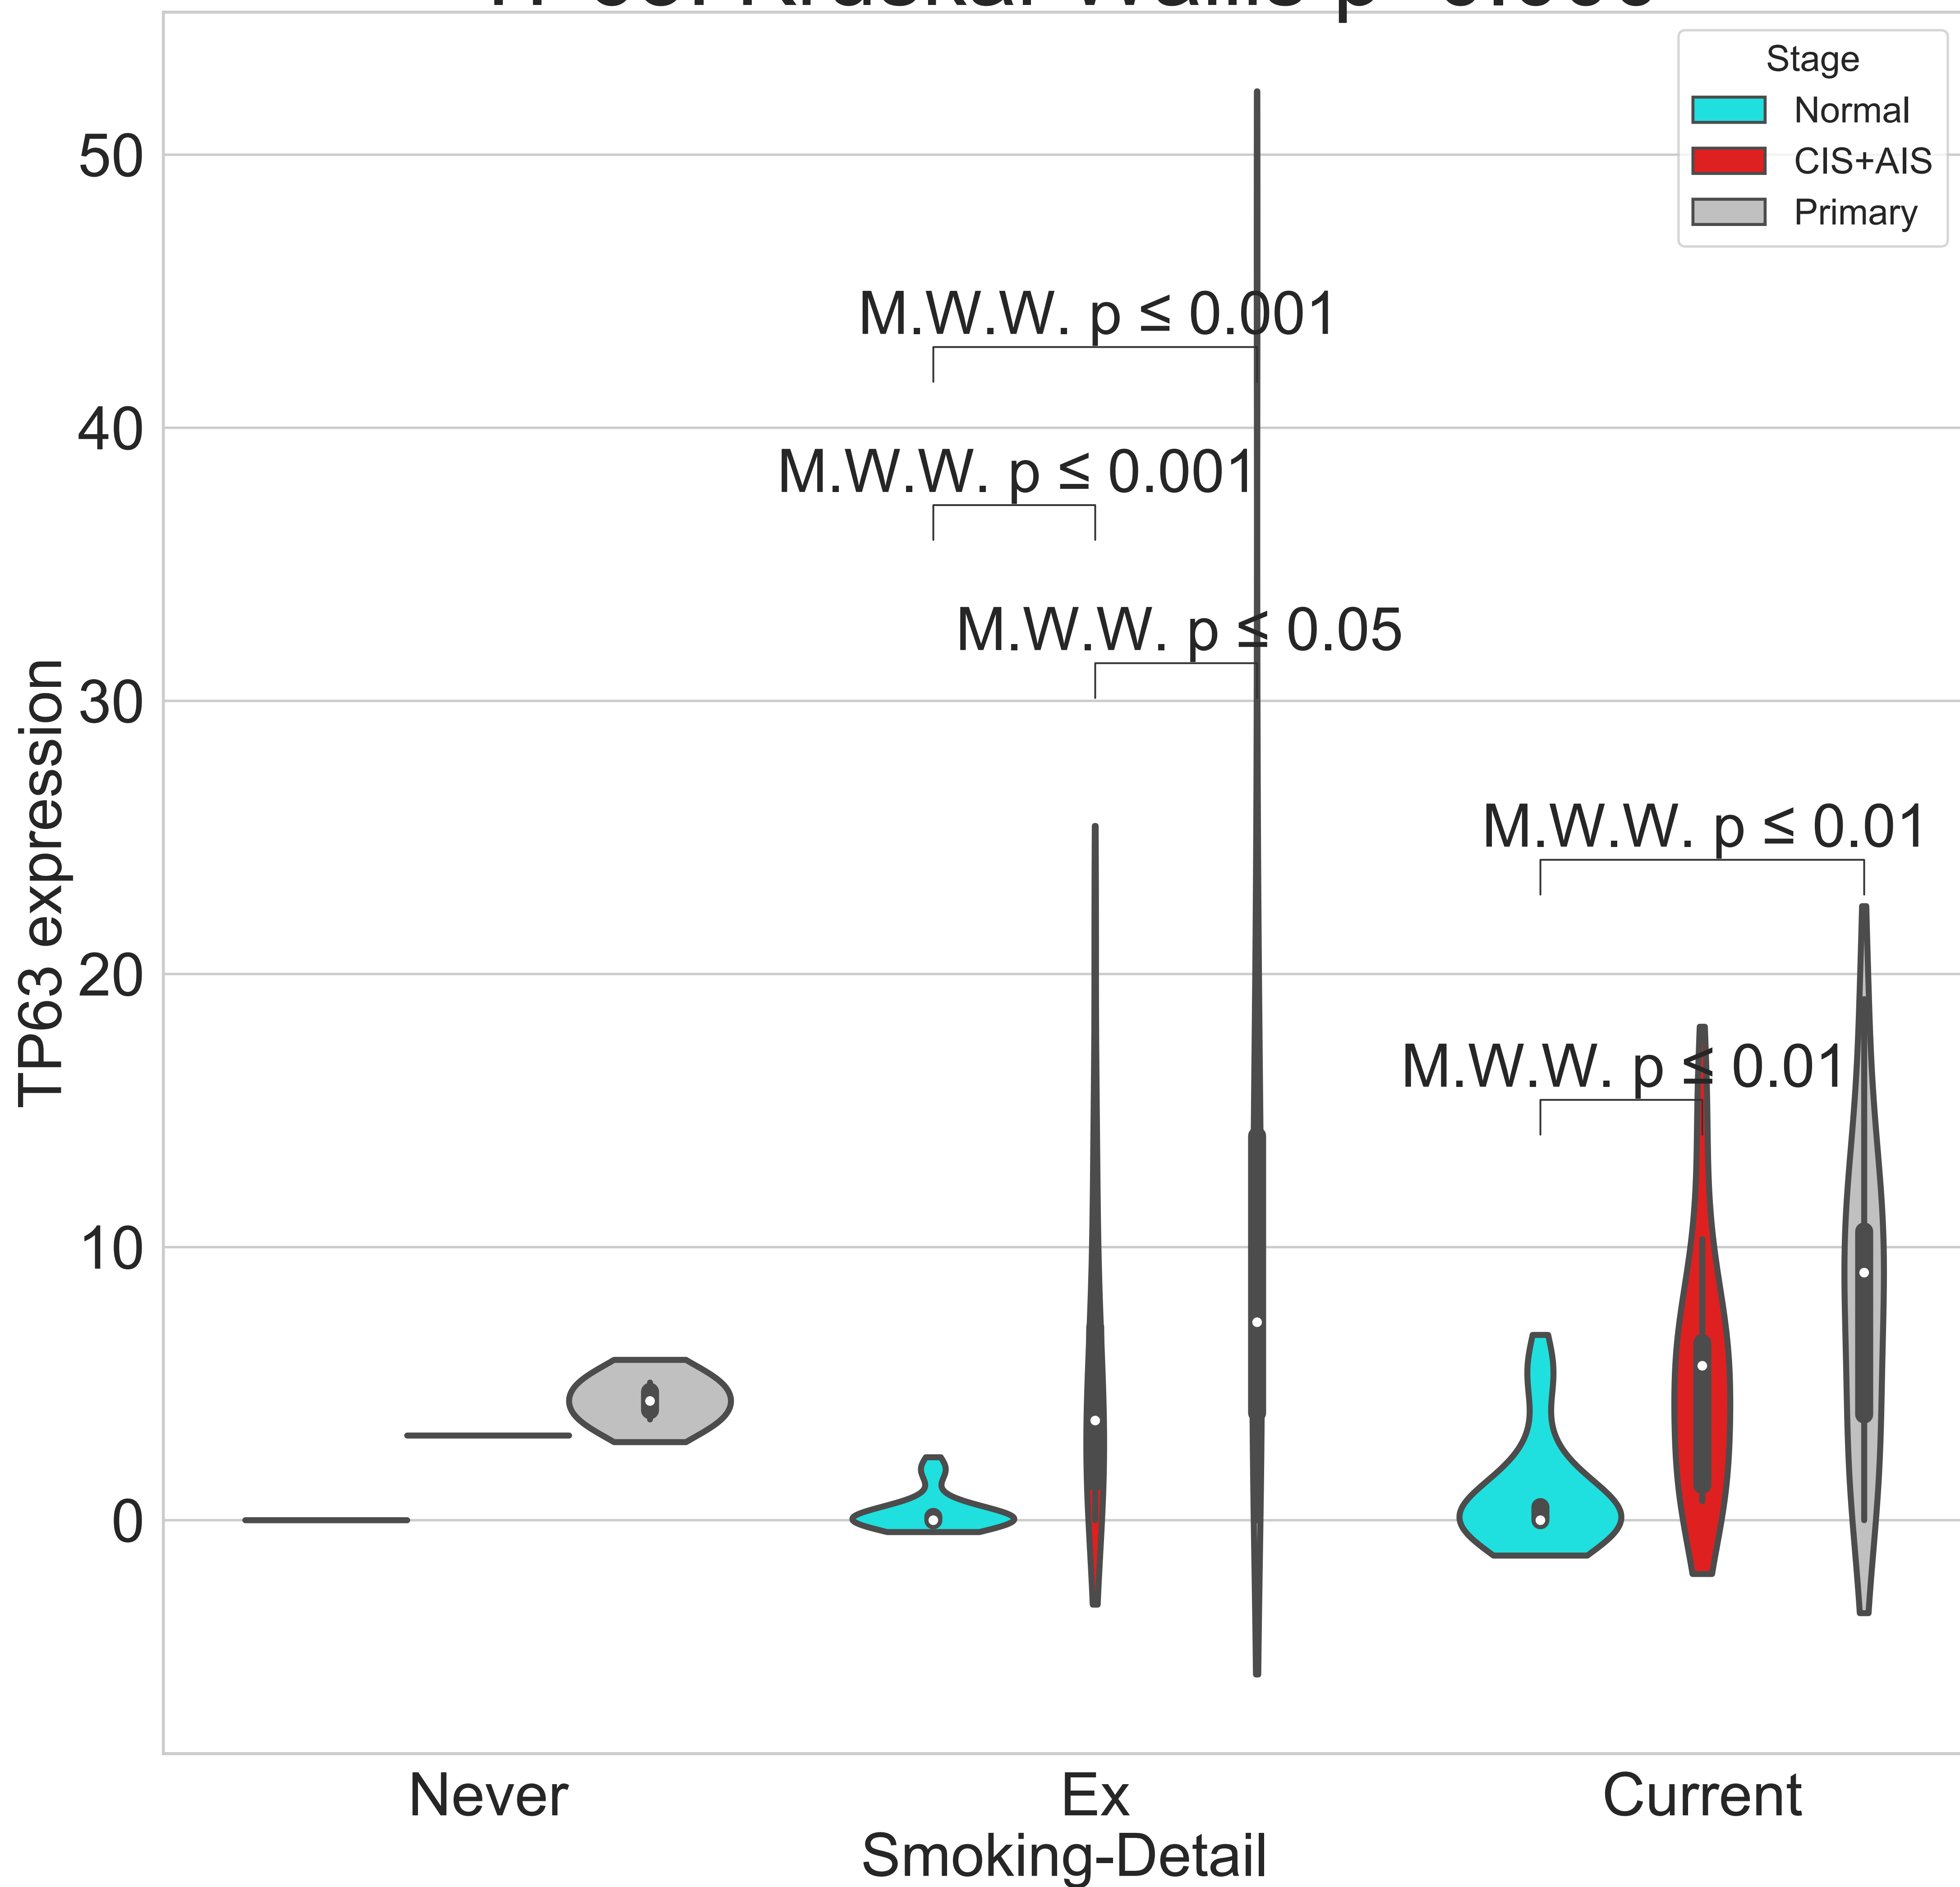 Stage
Normal
CIS+AIS
Primary
M.W.W. p ≤ 0.001
M.W.W. p ≤ 0.001
M.W.W. p ≤ 0.05
M.W.W. p ≤ 0.01
M.W.W. p ≤ 0.01
50
40
30
20
10
0
TP63 expression
Never
Ex
Current
Smoking-Detail